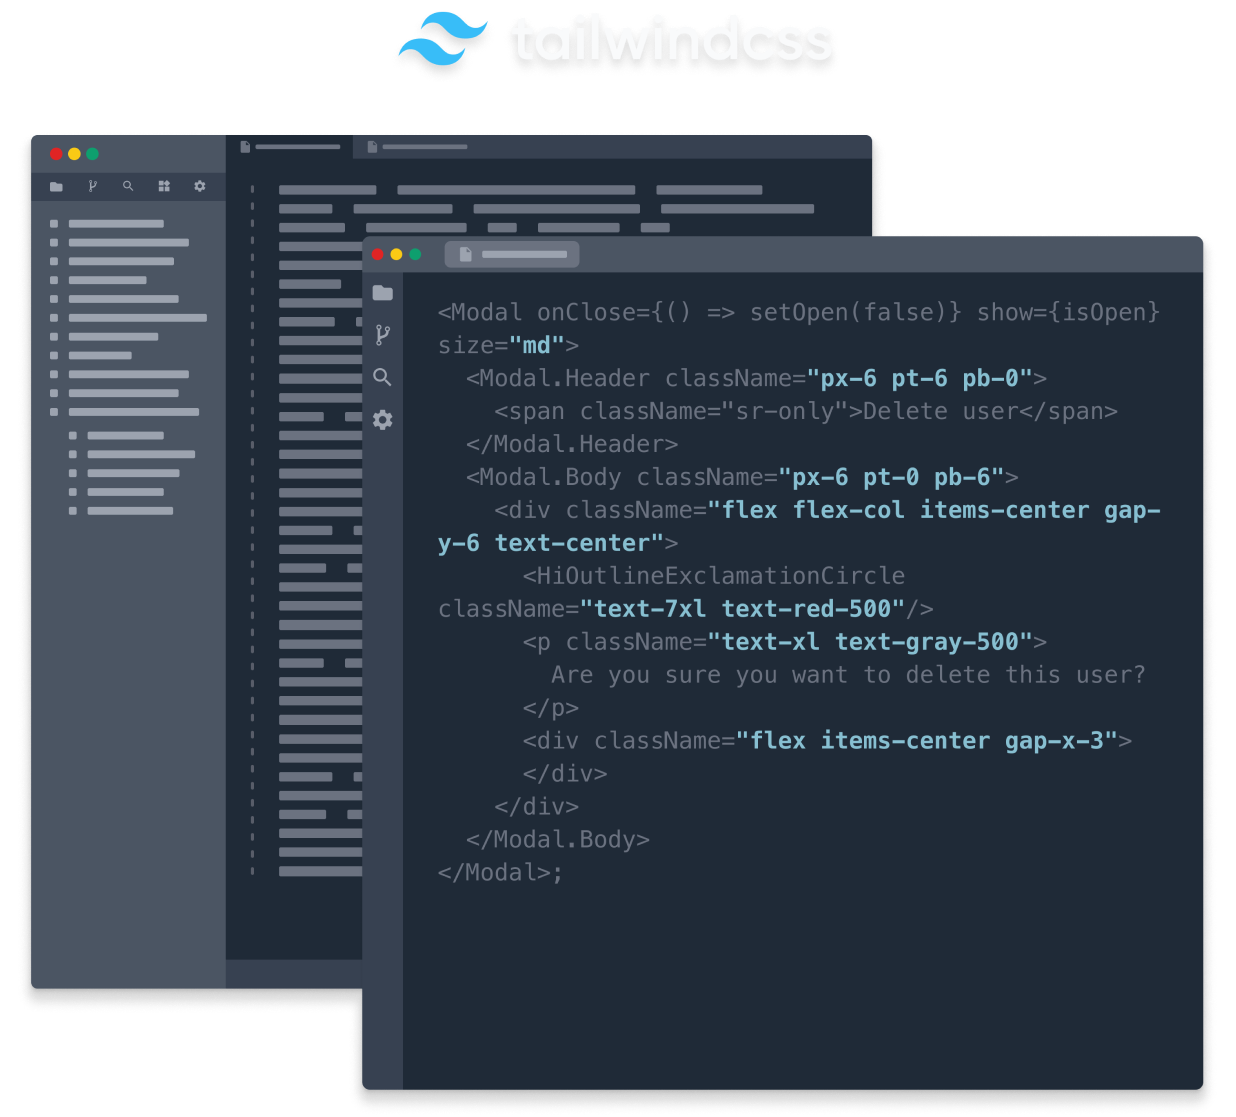 tailwindcss
<Modal onClose={() => setOpen(false)} show={isOpen}
size="md">
<Modal.Header className="px-6 pt-6 pb-0">
<span className="sr-only">Delete user</span>
</Modal.Header>
<Modal.Body className="px-6 pt-0 pb-6">
<div className="flex flex-col items-center gap-
y-6 text-center">
<HiOutlineExclamationCircle
className="text-7xl text-red-500"/>
<p className="text-xl text-gray-500">
Are you sure you want to delete this user?
</p>
<div className="flex items-center gap-x-3">
</div>
</div>
</Modal.Body>
</Modal>;